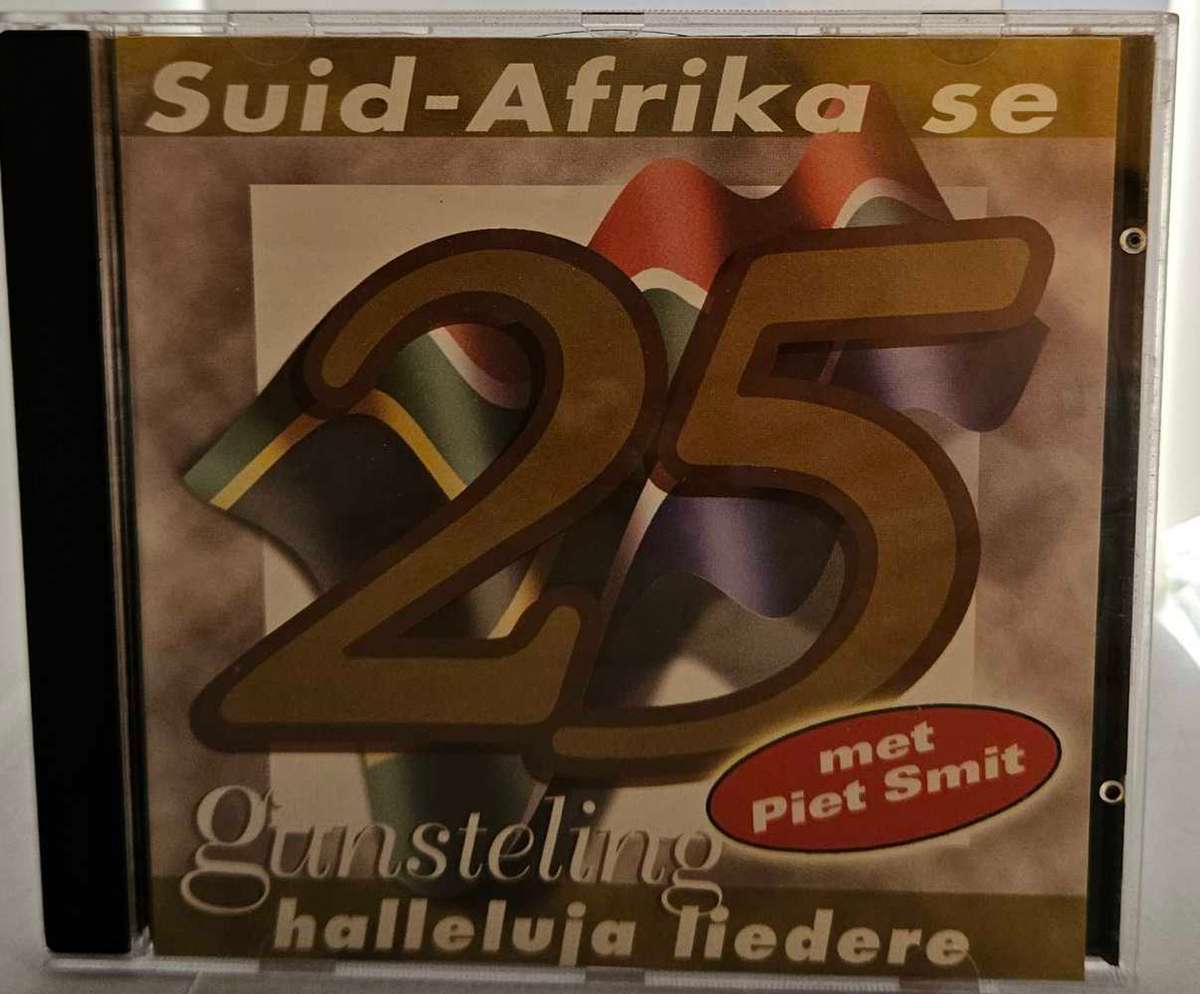 Suid-Afrika se
25
met
Piet Smit
gunsteling
halleluja liedere